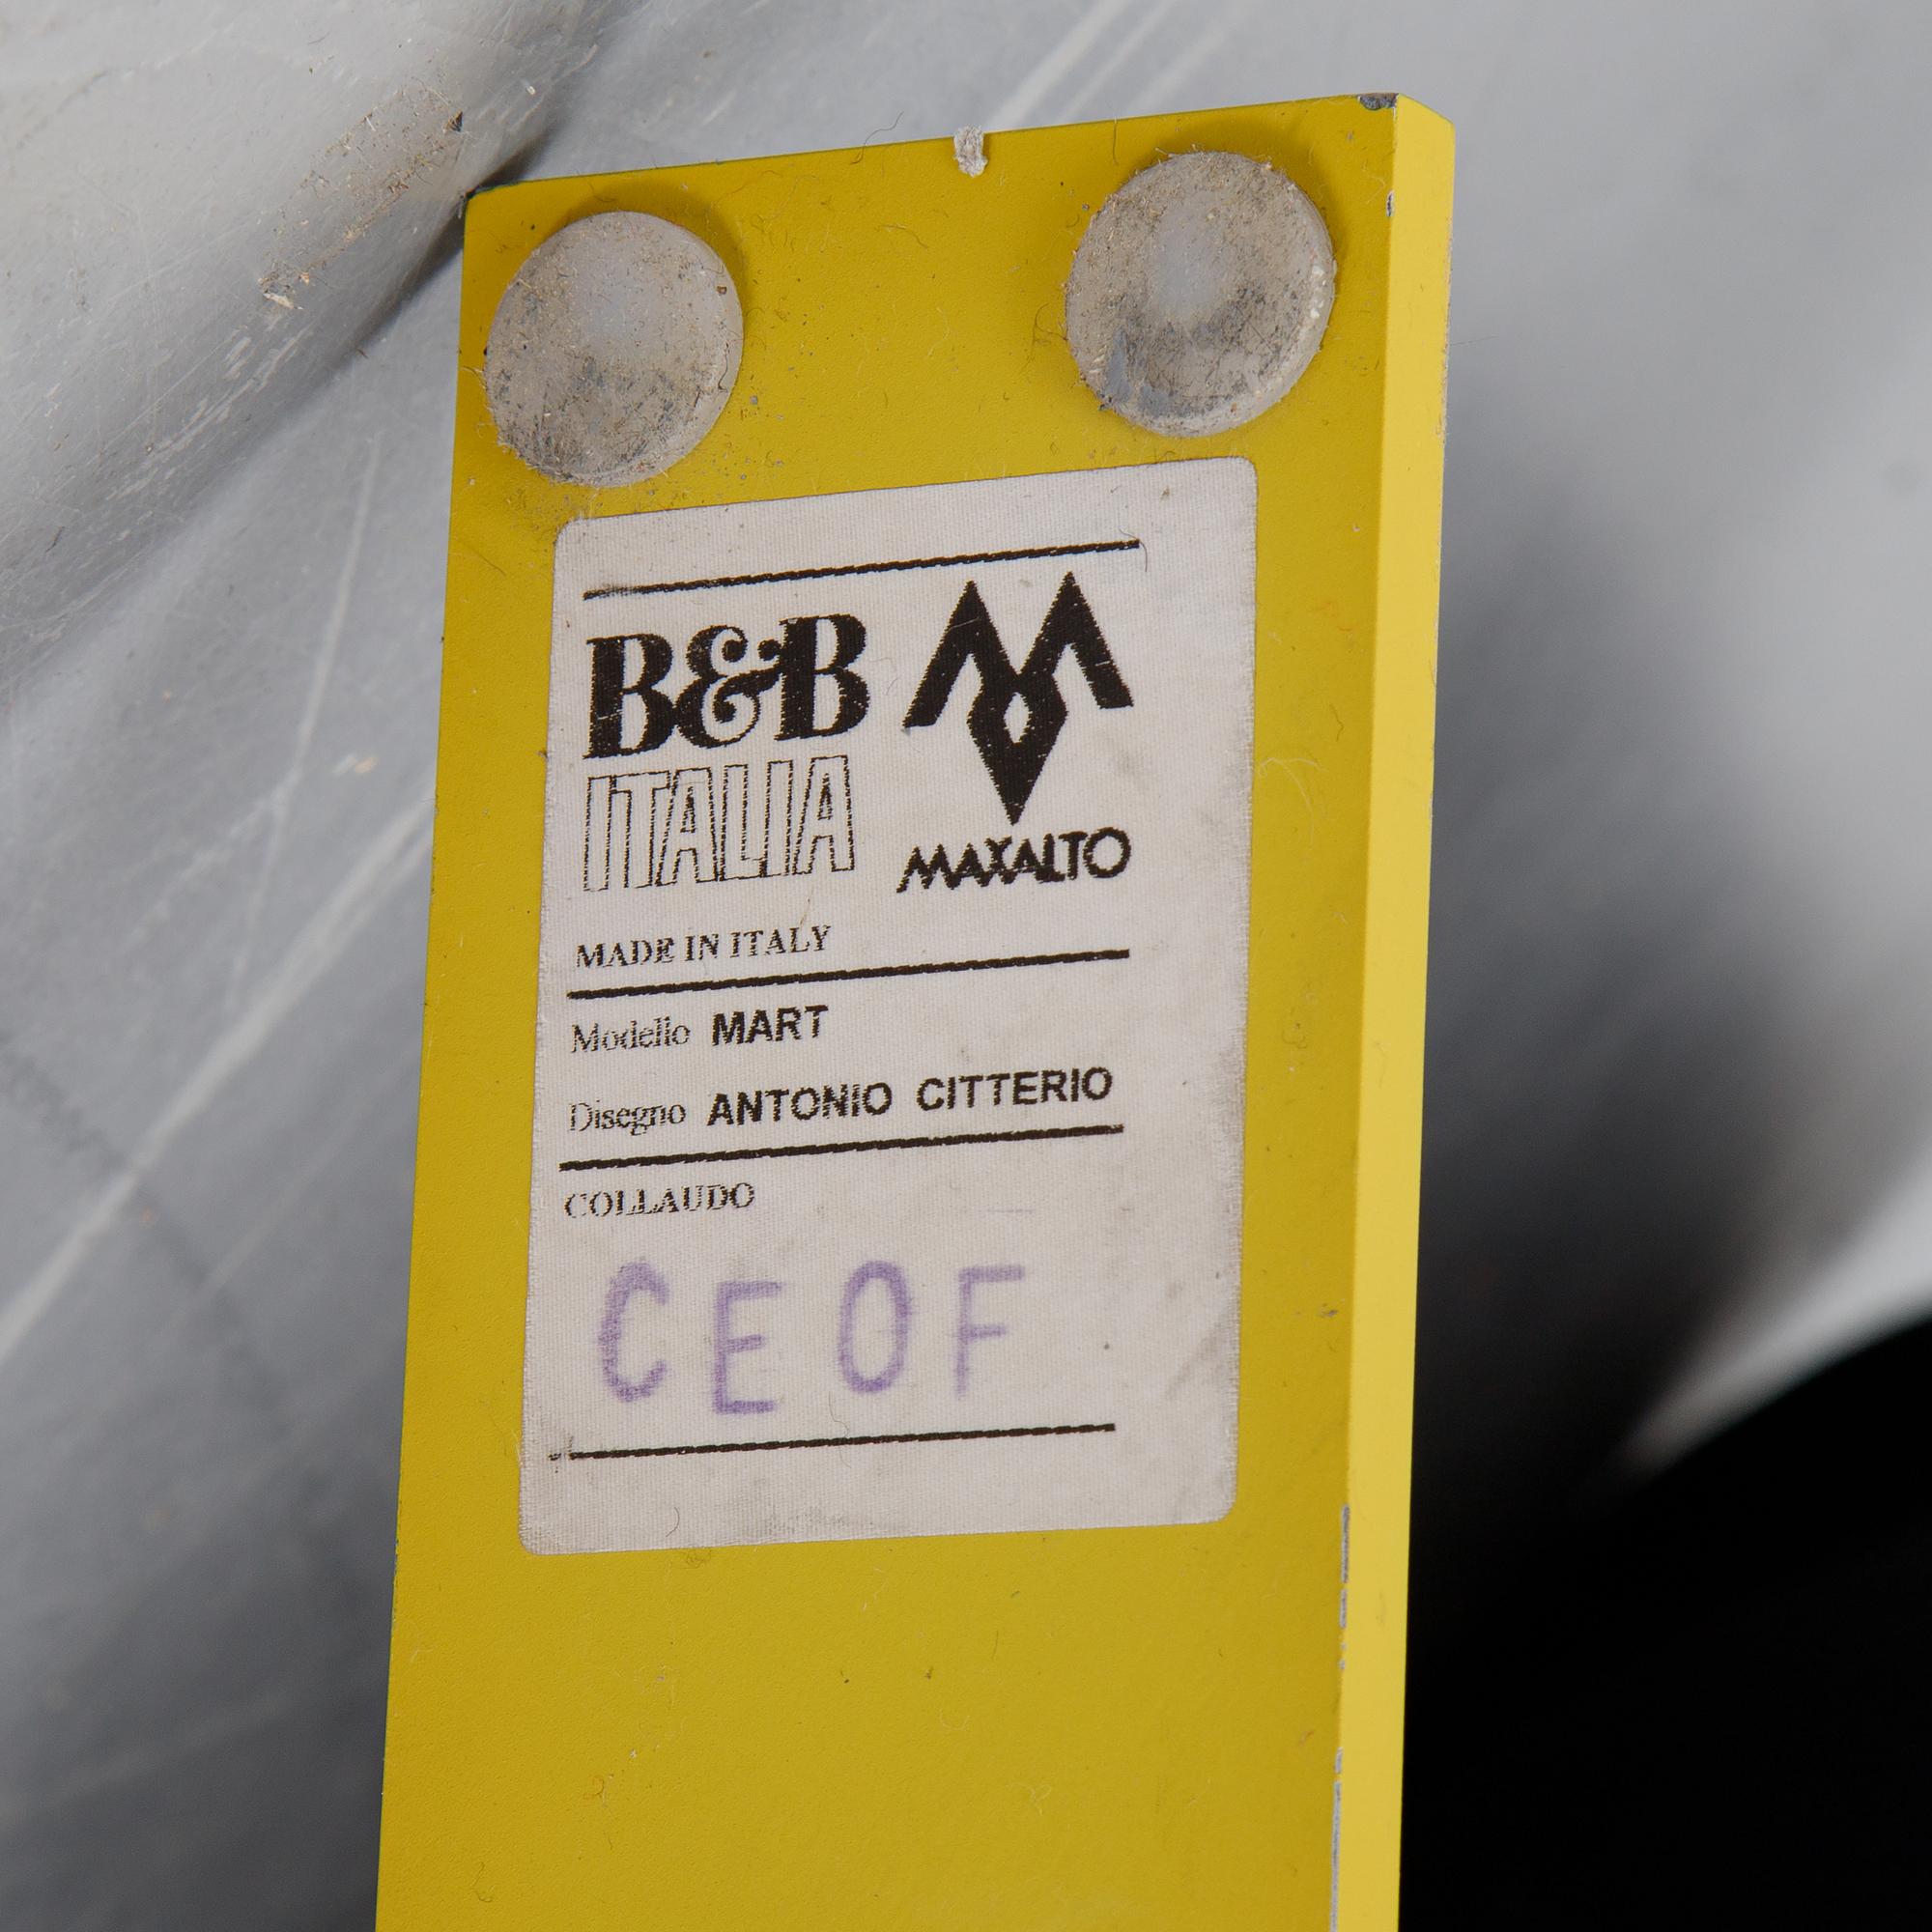 B&B
ITALIA
MAXALTO
MADE IN ITALY
Modello MART
Disegno ANTONIO CITTERIO
COLLAUDO
CEOF